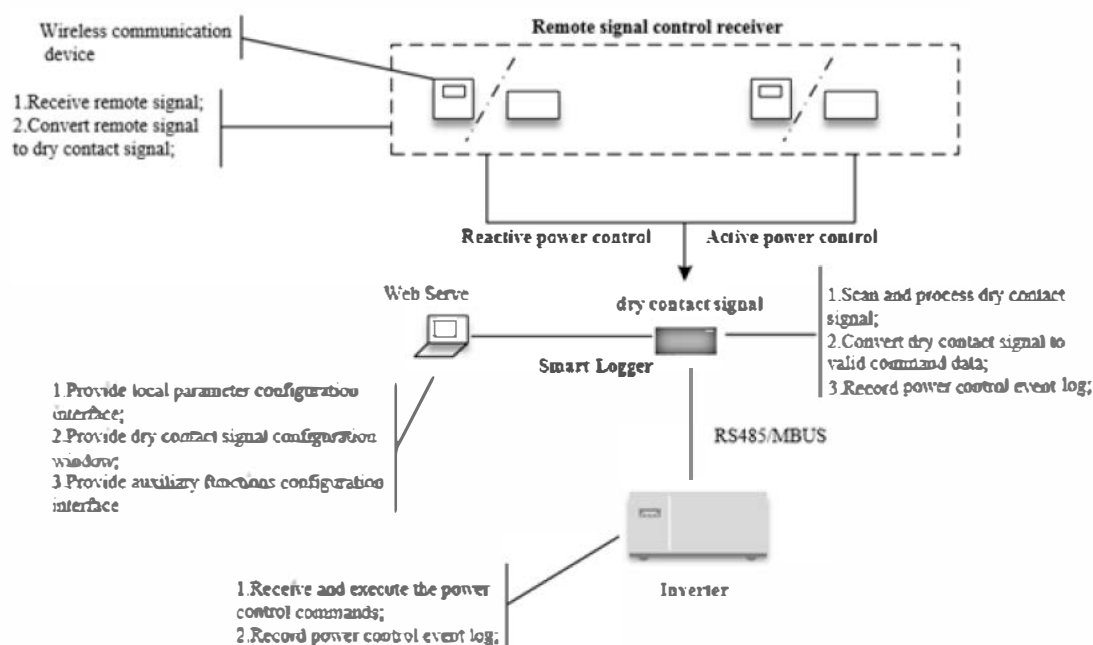 Remote signal control receiver
Wireless communication
device
1.Receive remote signal;
2.Convert remote signal
to dry contact signal;
Reactive power control
Active power control
Web Serve
dry contact signal
Smart Logger
1.Scan and process dry contact
signal;
2.Convert dry contact signal to
valid command data;
3.Record power control event log;
1.Provide local parameter configuration
interface;
2.Provide dry contact signal configuration
window;
3.Provide auxiliary functions configuration
interface
RS485/MBUS
Inverter
1.Receive and execute the power
control commands;
2.Record power control event log;